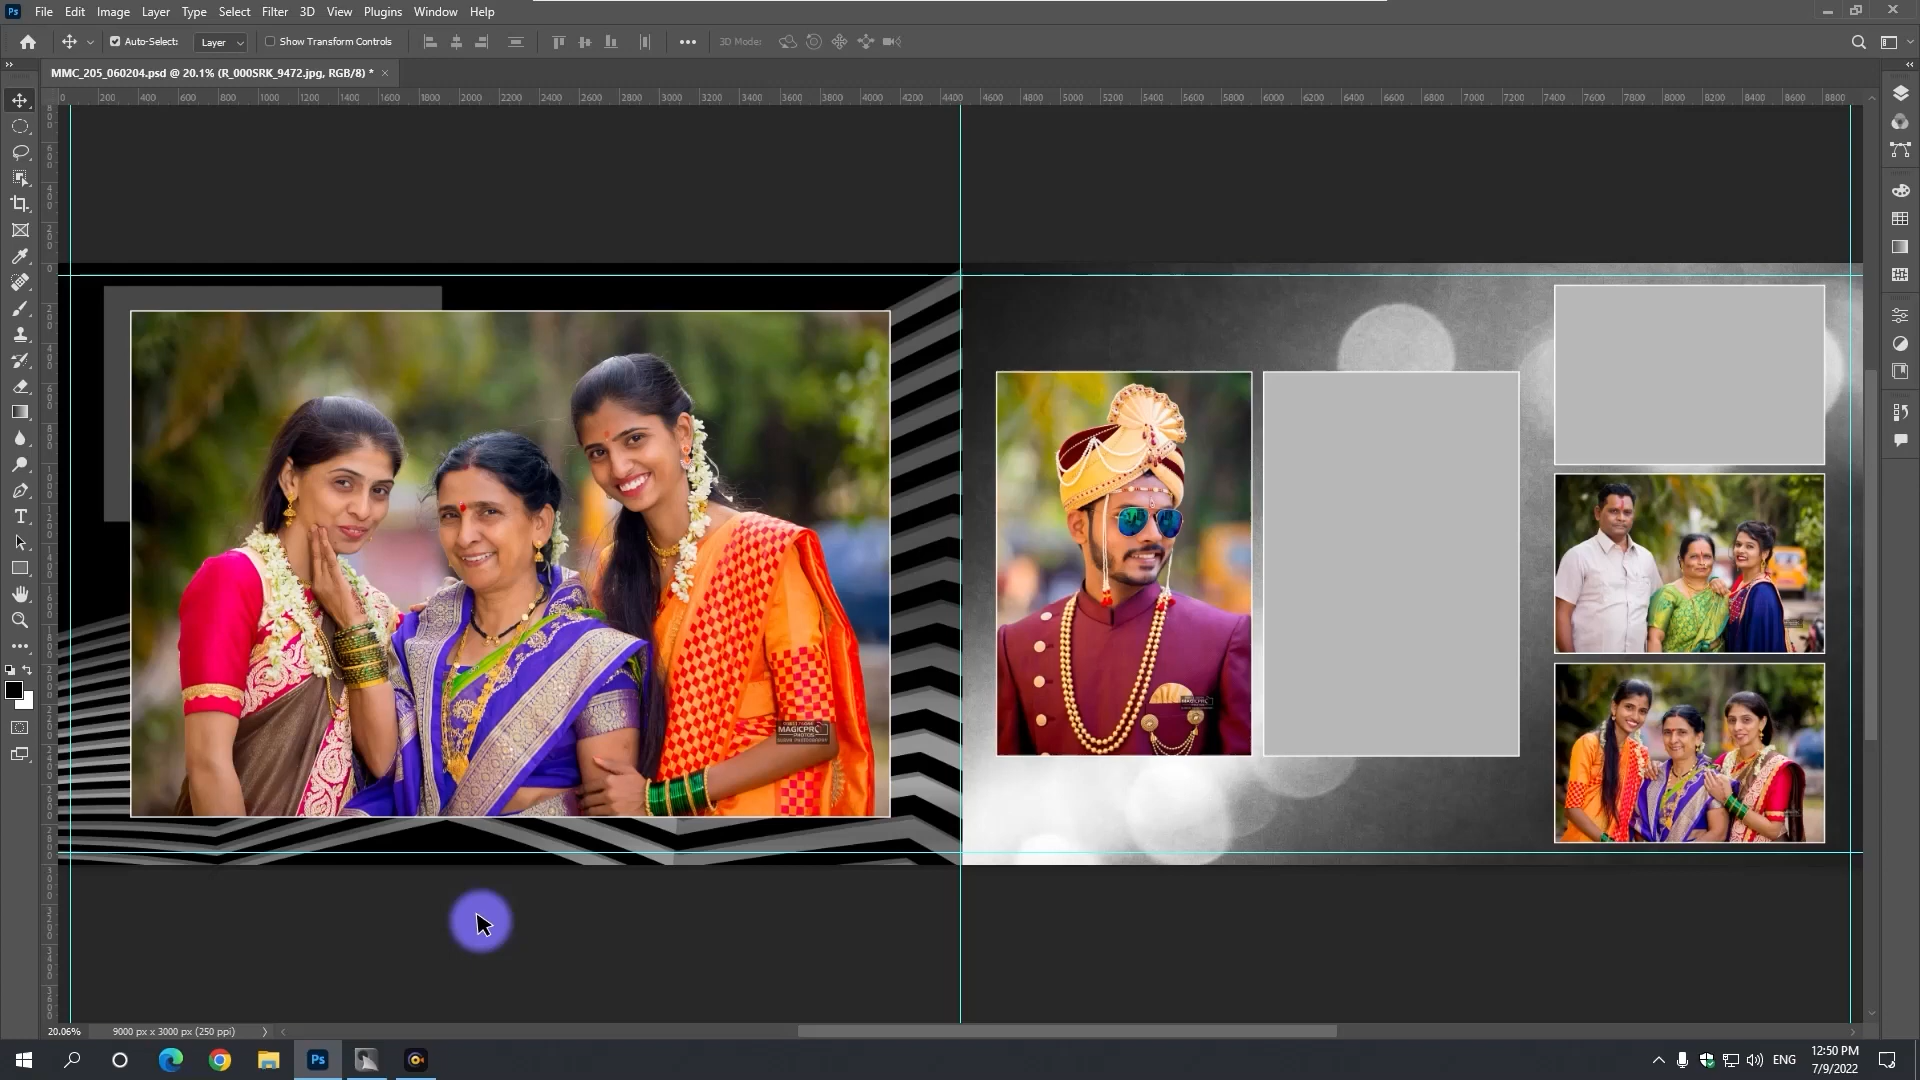 File Edit Image Layer Type Select Filter 3D View Plugins Window Help
Auto-Select: Layer Show Transform Controls 3D Mode:
MMC_205_060204.psd @ 20.1% (R_000SRK_9472.jpg, RGB/8) *
0 200 400 600 800 1000 1200 1400 1600 1800 2000 2200 2400 2600 2800 3000 3200 3400 3600 3800 4000 4200 4400 4600 4800 5000 5200 5400 5600 5800 6000 6200 6400 6600 6800 7000 7200 7400 7600 7800 8000 8200 8400 8600 8800
MAGICPRO
PHOTOS
20.06% 9000 px x 3000 px (250 ppi)
ENG
12:50 PM
7/9/2022